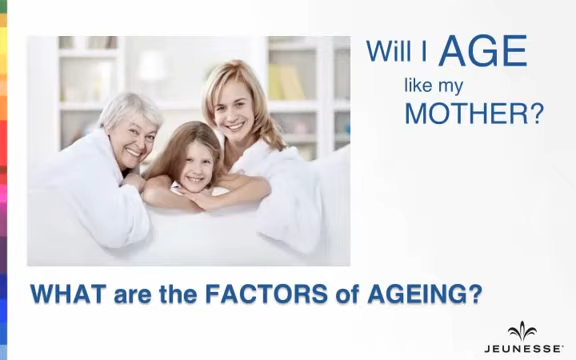 Will I AGE
like my
MOTHER?
WHAT are the FACTORS of AGEING?
JEUNESSE